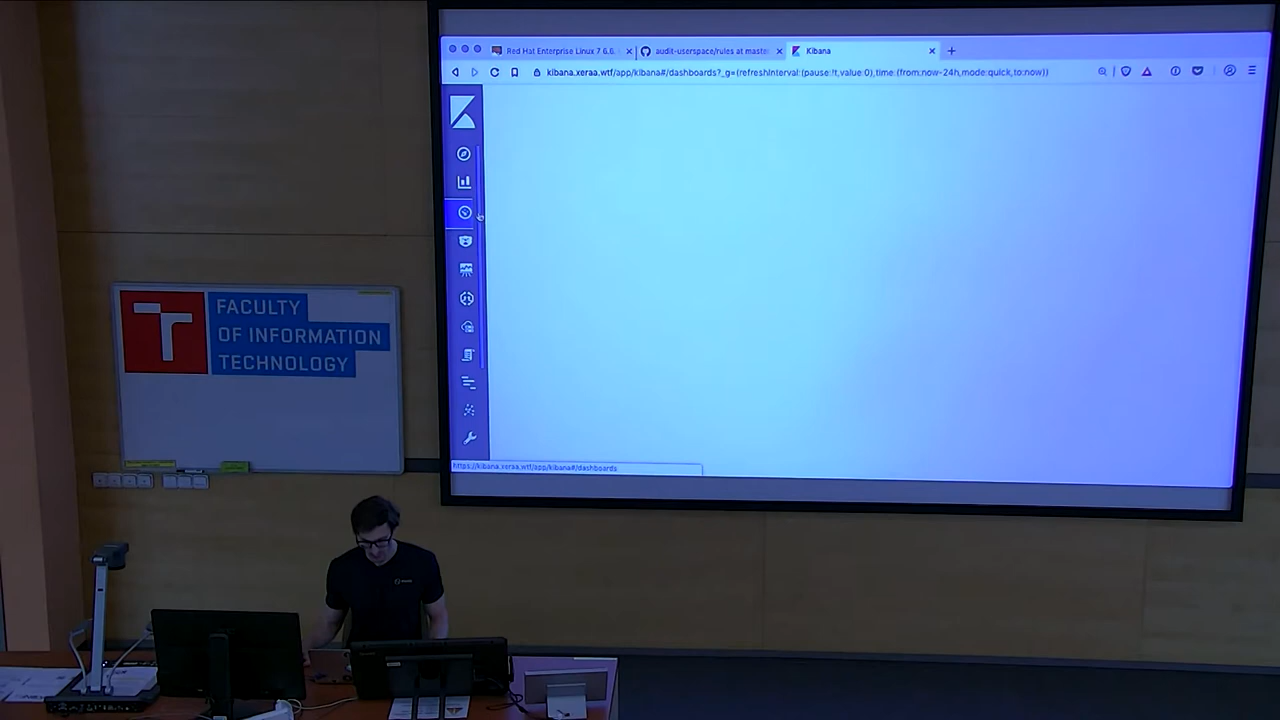 Red Hat Enterprise Linux 7 6.6.
audit-userspace/rules at maste
Kibana
kibana.xeraa.wtf/app/kibana#/dashboards?_g=(refreshInterval:(pause:!t,value:0),time:(from:now-24h,mode:quick,to:now))
https://kibana.xeraa.wtf/app/kibana#/dashboards
FACULTY
OF INFORMATION
TECHNOLOGY